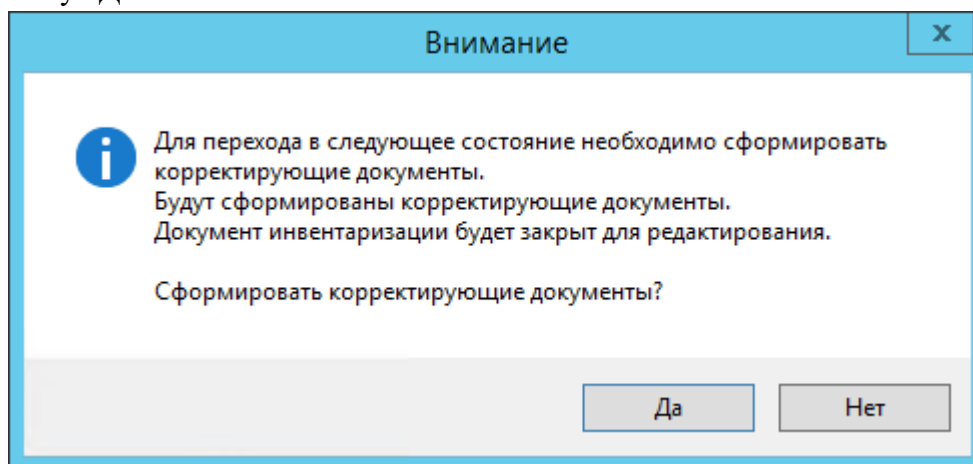 Внимание
x
Для перехода в следующее состояние необходимо сформировать
корректирующие документы.
Будут сформированы корректирующие документы.
Документ инвентаризации будет закрыт для редактирования.
Сформировать корректирующие документы?
Да
Нет